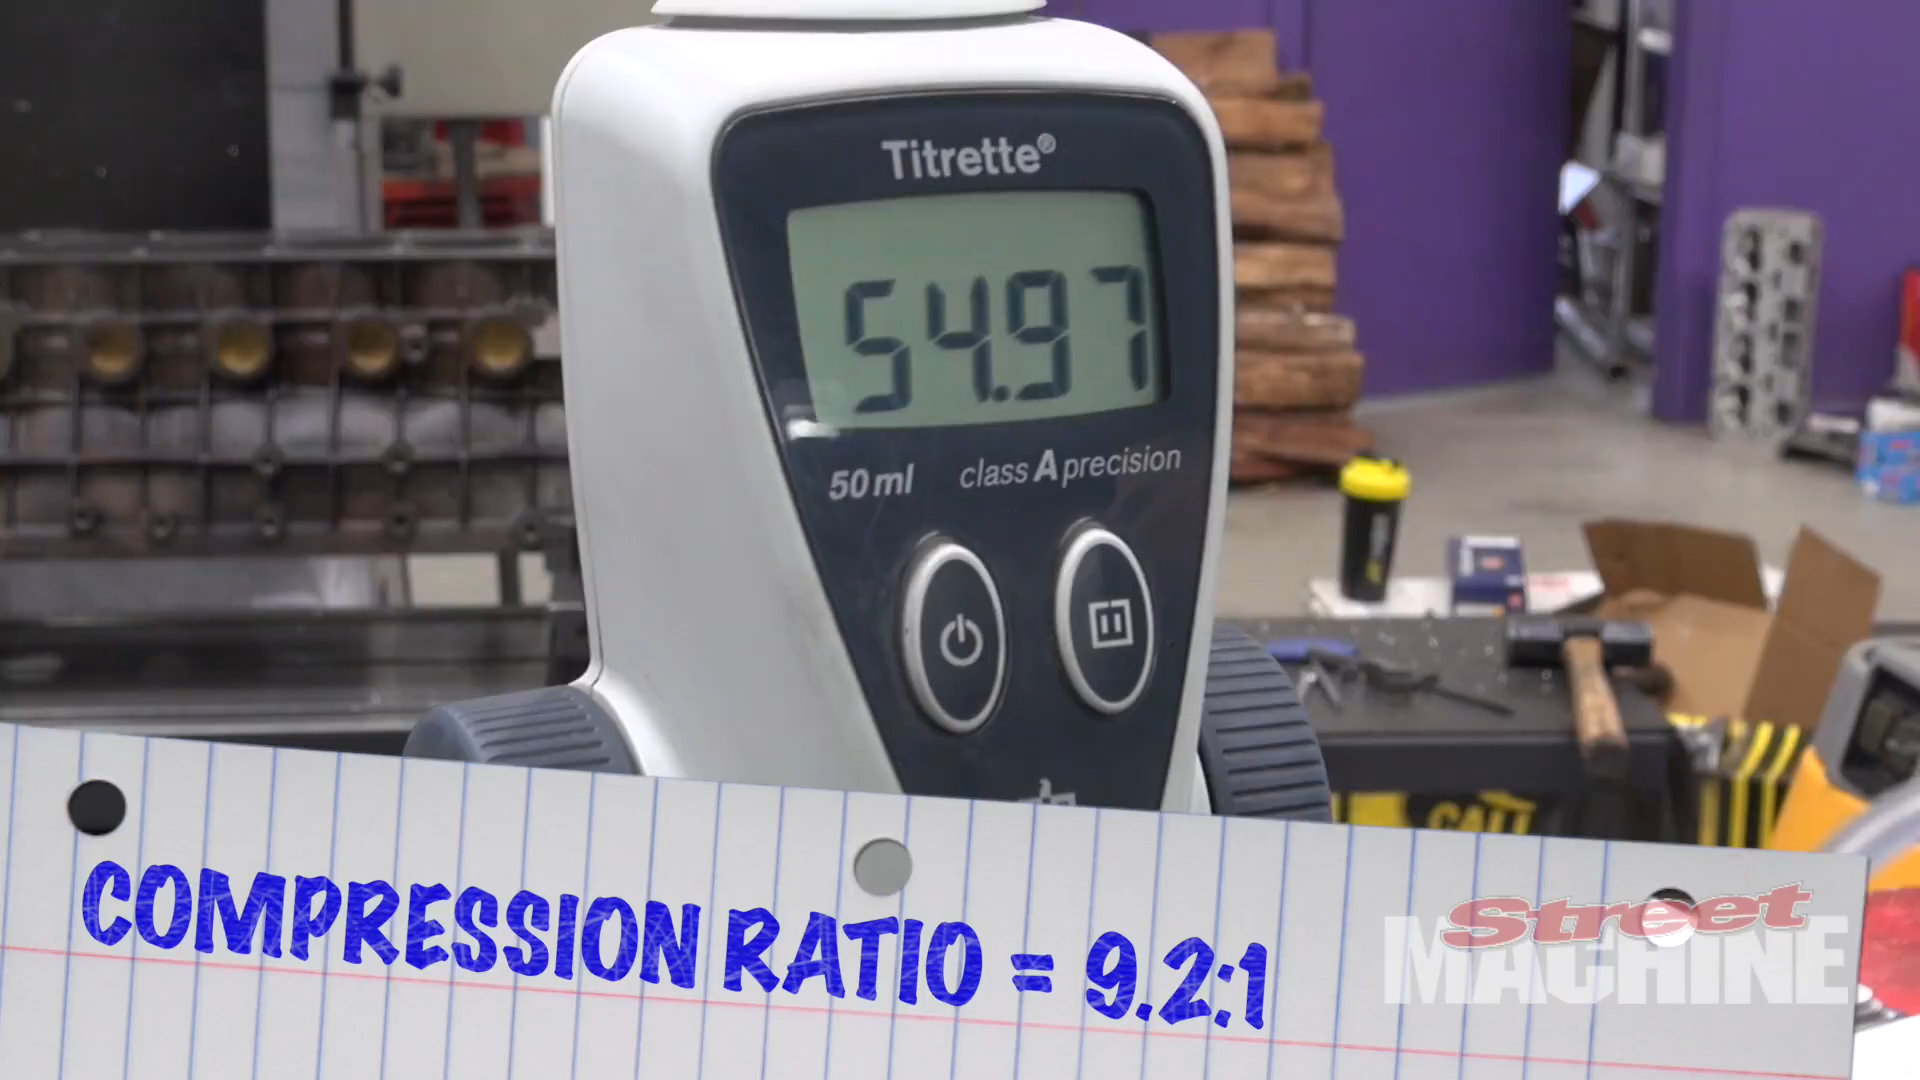 Titrette®
54.97
50 ml class A precision
COMPRESSION RATIO = 9.2:1
Street
MACHINE